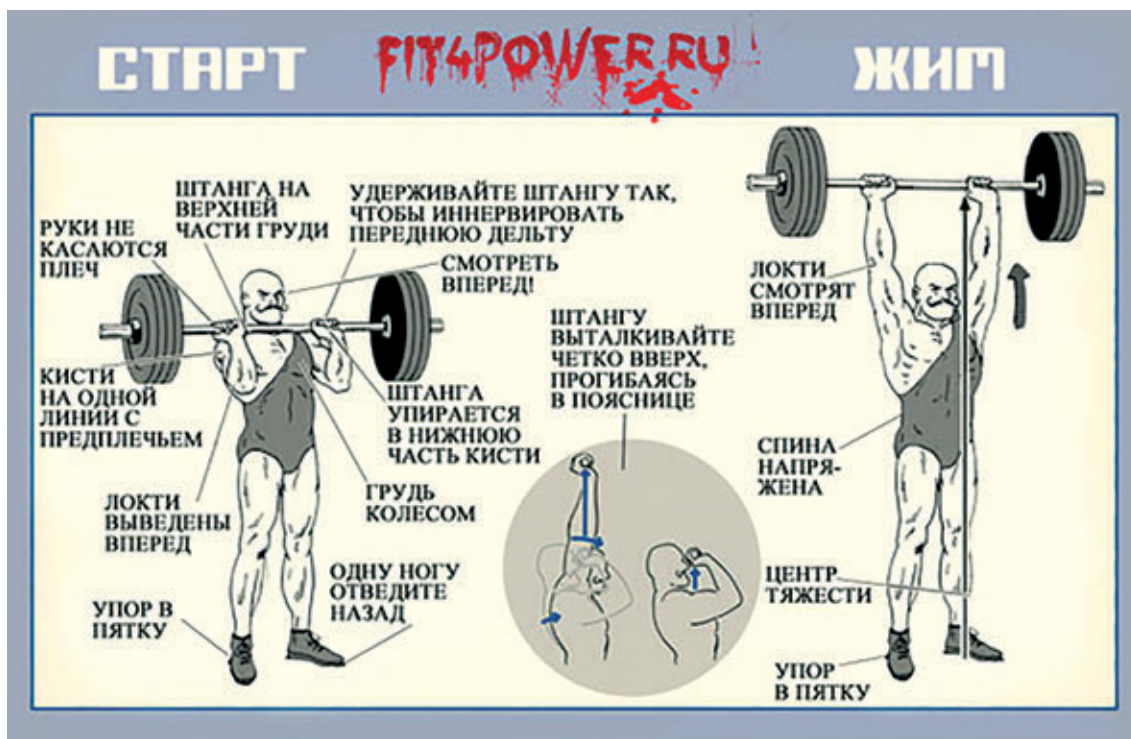 СТАРТ
FIT4POWER.RU
ЖИМ
ШТАНГА НА
ВЕРХНЕЙ
ЧАСТИ ГРУДИ
УДЕРЖИВАЙТЕ ШТАНГУ ТАК,
ЧТОБЫ ИННЕРВИРОВАТЬ
ПЕРЕДНЮЮ ДЕЛЬТУ
РУКИ НЕ
КАСАЮТСЯ
ПЛЕЧ
СМОТРЕТЬ
ВПЕРЕД!
КИСТИ
НА ОДНОЙ
ЛИНИИ С
ПРЕДПЛЕЧЬЕМ
ШТАНГА
УПИРАЕТСЯ
В НИЖНЮЮ
ЧАСТЬ КИСТИ
ЛОКТИ
ВЫВЕДЕНЫ
ВПЕРЕД
ГРУДЬ
КОЛЕСОМ
УПОР В
ПЯТКУ
ОДНУ НОГУ
ОТВЕДИТЕ
НАЗАД
ШТАНГУ
ВЫТАЛКИВАЙТЕ
ЧЕТКО ВВЕРХ,
ПРОГИБАЯСЬ
В ПОЯСНИЦЕ
ЛОКТИ
СМОТРЯТ
ВПЕРЕД
СПИНА
НАПРЯ-
ЖЕНА
ЦЕНТР
ТЯЖЕСТИ
УПОР
В ПЯТКУ